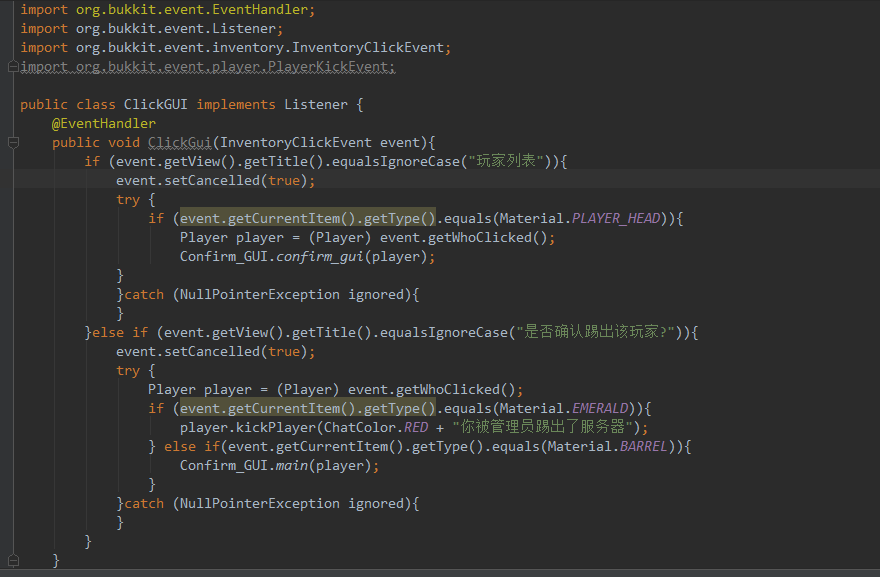 import org.bukkit.event.EventHandler;
import org.bukkit.event.Listener;
import org.bukkit.event.inventory.InventoryClickEvent;
import org.bukkit.event.player.PlayerKickEvent;
public class ClickGUI implements Listener {
@EventHandler
public void ClickGui(InventoryClickEvent event){
if (event.getView().getTitle().equalsIgnoreCase("玩家列表")){
event.setCancelled(true);
try {
if (event.getCurrentItem().getType().equals(Material.PLAYER_HEAD)){
Player player = (Player) event.getWhoClicked();
Confirm_GUI.confirm_gui(player);
}
}catch (NullPointerException ignored){
}
}else if (event.getView().getTitle().equalsIgnoreCase("是否确认踢出该玩家?")){
event.setCancelled(true);
try {
Player player = (Player) event.getWhoClicked();
if (event.getCurrentItem().getType().equals(Material.EMERALD)){
player.kickPlayer(ChatColor.RED + "你被管理员踢出了服务器");
} else if(event.getCurrentItem().getType().equals(Material.BARREL)){
Confirm_GUI.main(player);
}
}catch (NullPointerException ignored){
}
}
}